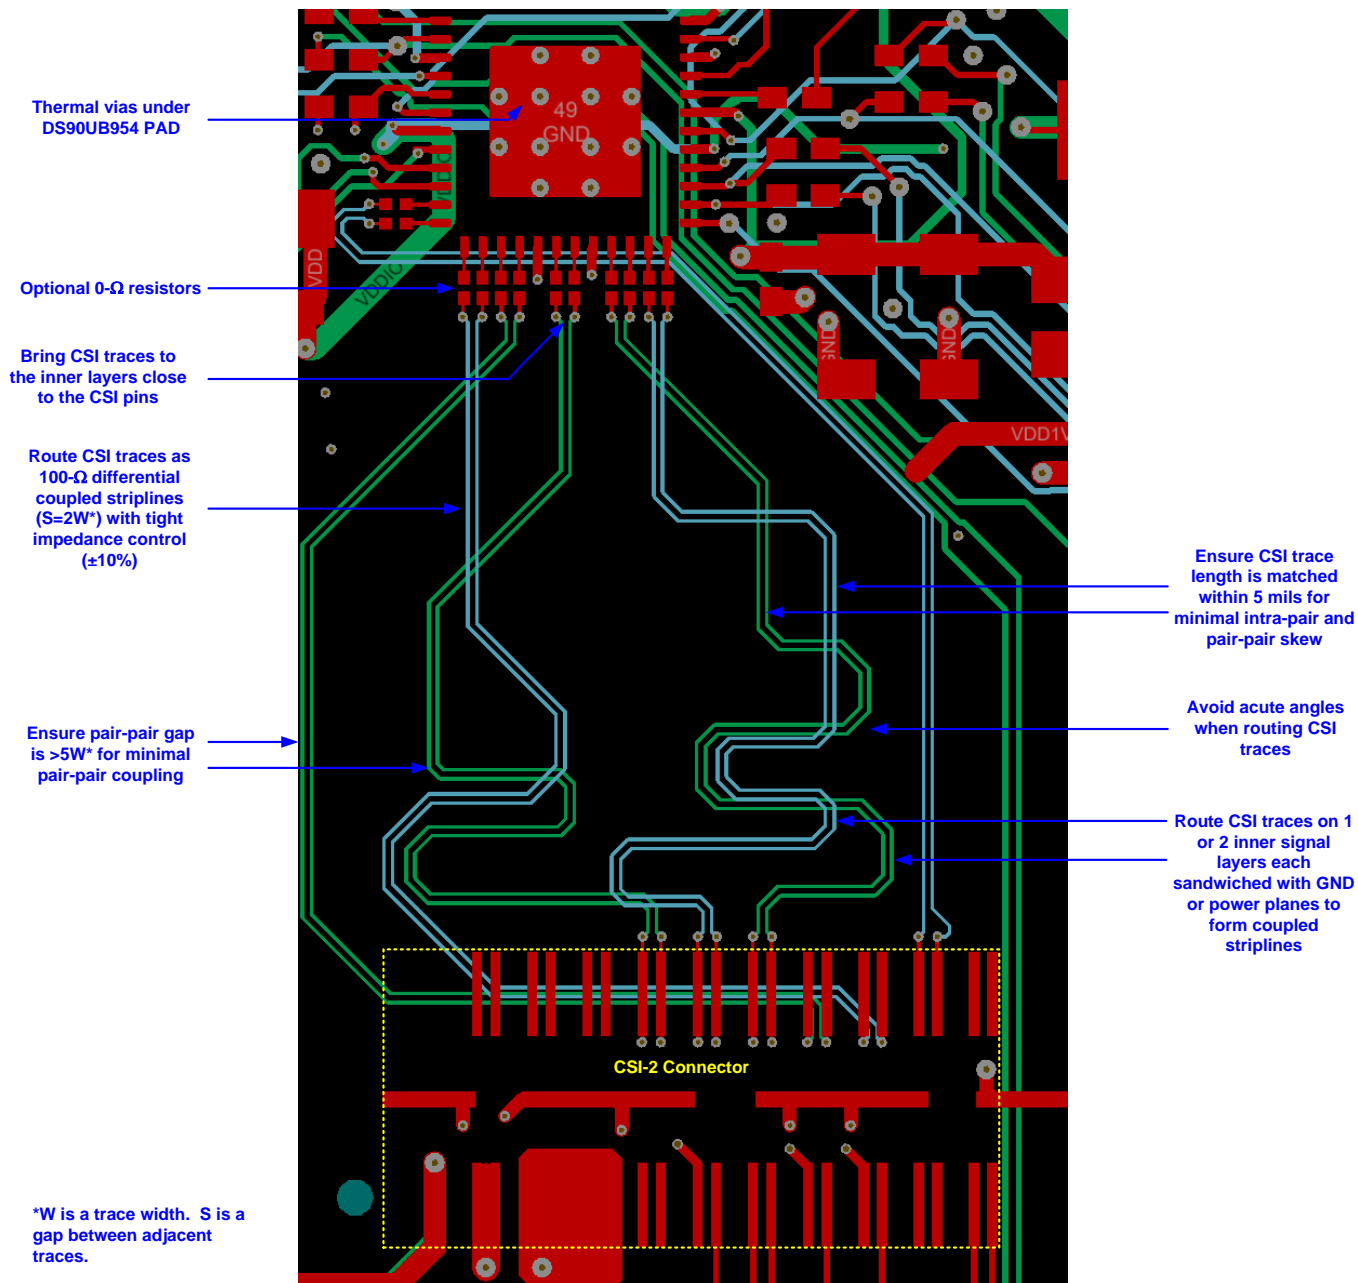 Thermal vias under
DS90UB954 PAD
49
GND
VDDIO
VDD
VDDIO
Optional 0-Ω resistors
GND
GND
Bring CSI traces to
the inner layers close
to the CSI pins
VDD1V
Route CSI traces as
100-Ω differential
coupled striplines
(S=2W*) with tight
impedance control
(±10%)
Ensure CSI trace
length is matched
within 5 mils for
minimal intra-pair and
pair-pair skew
Ensure pair-pair gap
is >5W* for minimal
pair-pair coupling
Avoid acute angles
when routing CSI
traces
Route CSI traces on 1
or 2 inner signal
layers each
sandwiched with GND
or power planes to
form coupled
striplines
CSI-2 Connector
*W is a trace width.  S is a
gap between adjacent
traces.